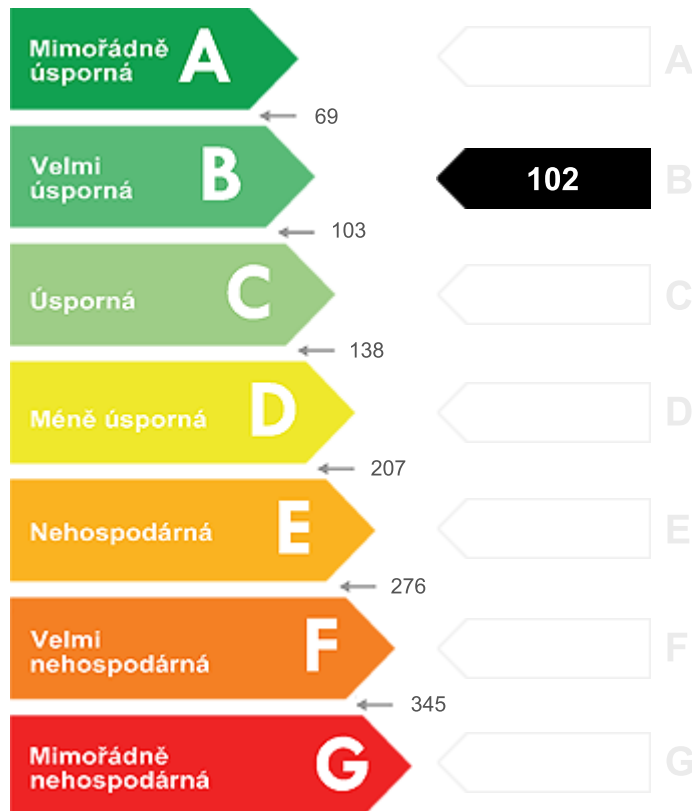 Mimořádně
úsporná
A
A
69
Velmi
úsporná
B
102
B
103
Úsporná
C
C
138
Méně úsporná
D
D
207
Nehospodárná
E
E
276
Velmi
nehospodárná
F
F
345
Mimořádně
nehospodárná
G
G